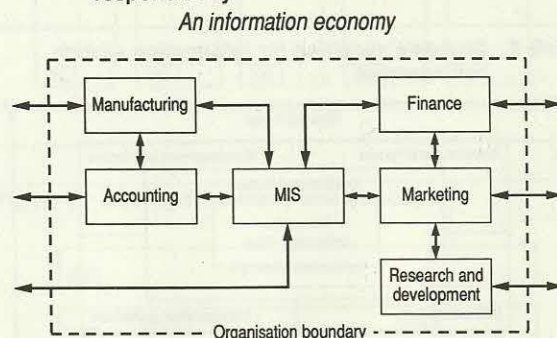 An information economy
Manufacturing
Finance
Accounting
MIS
Marketing
Research and
development
Organisation boundary